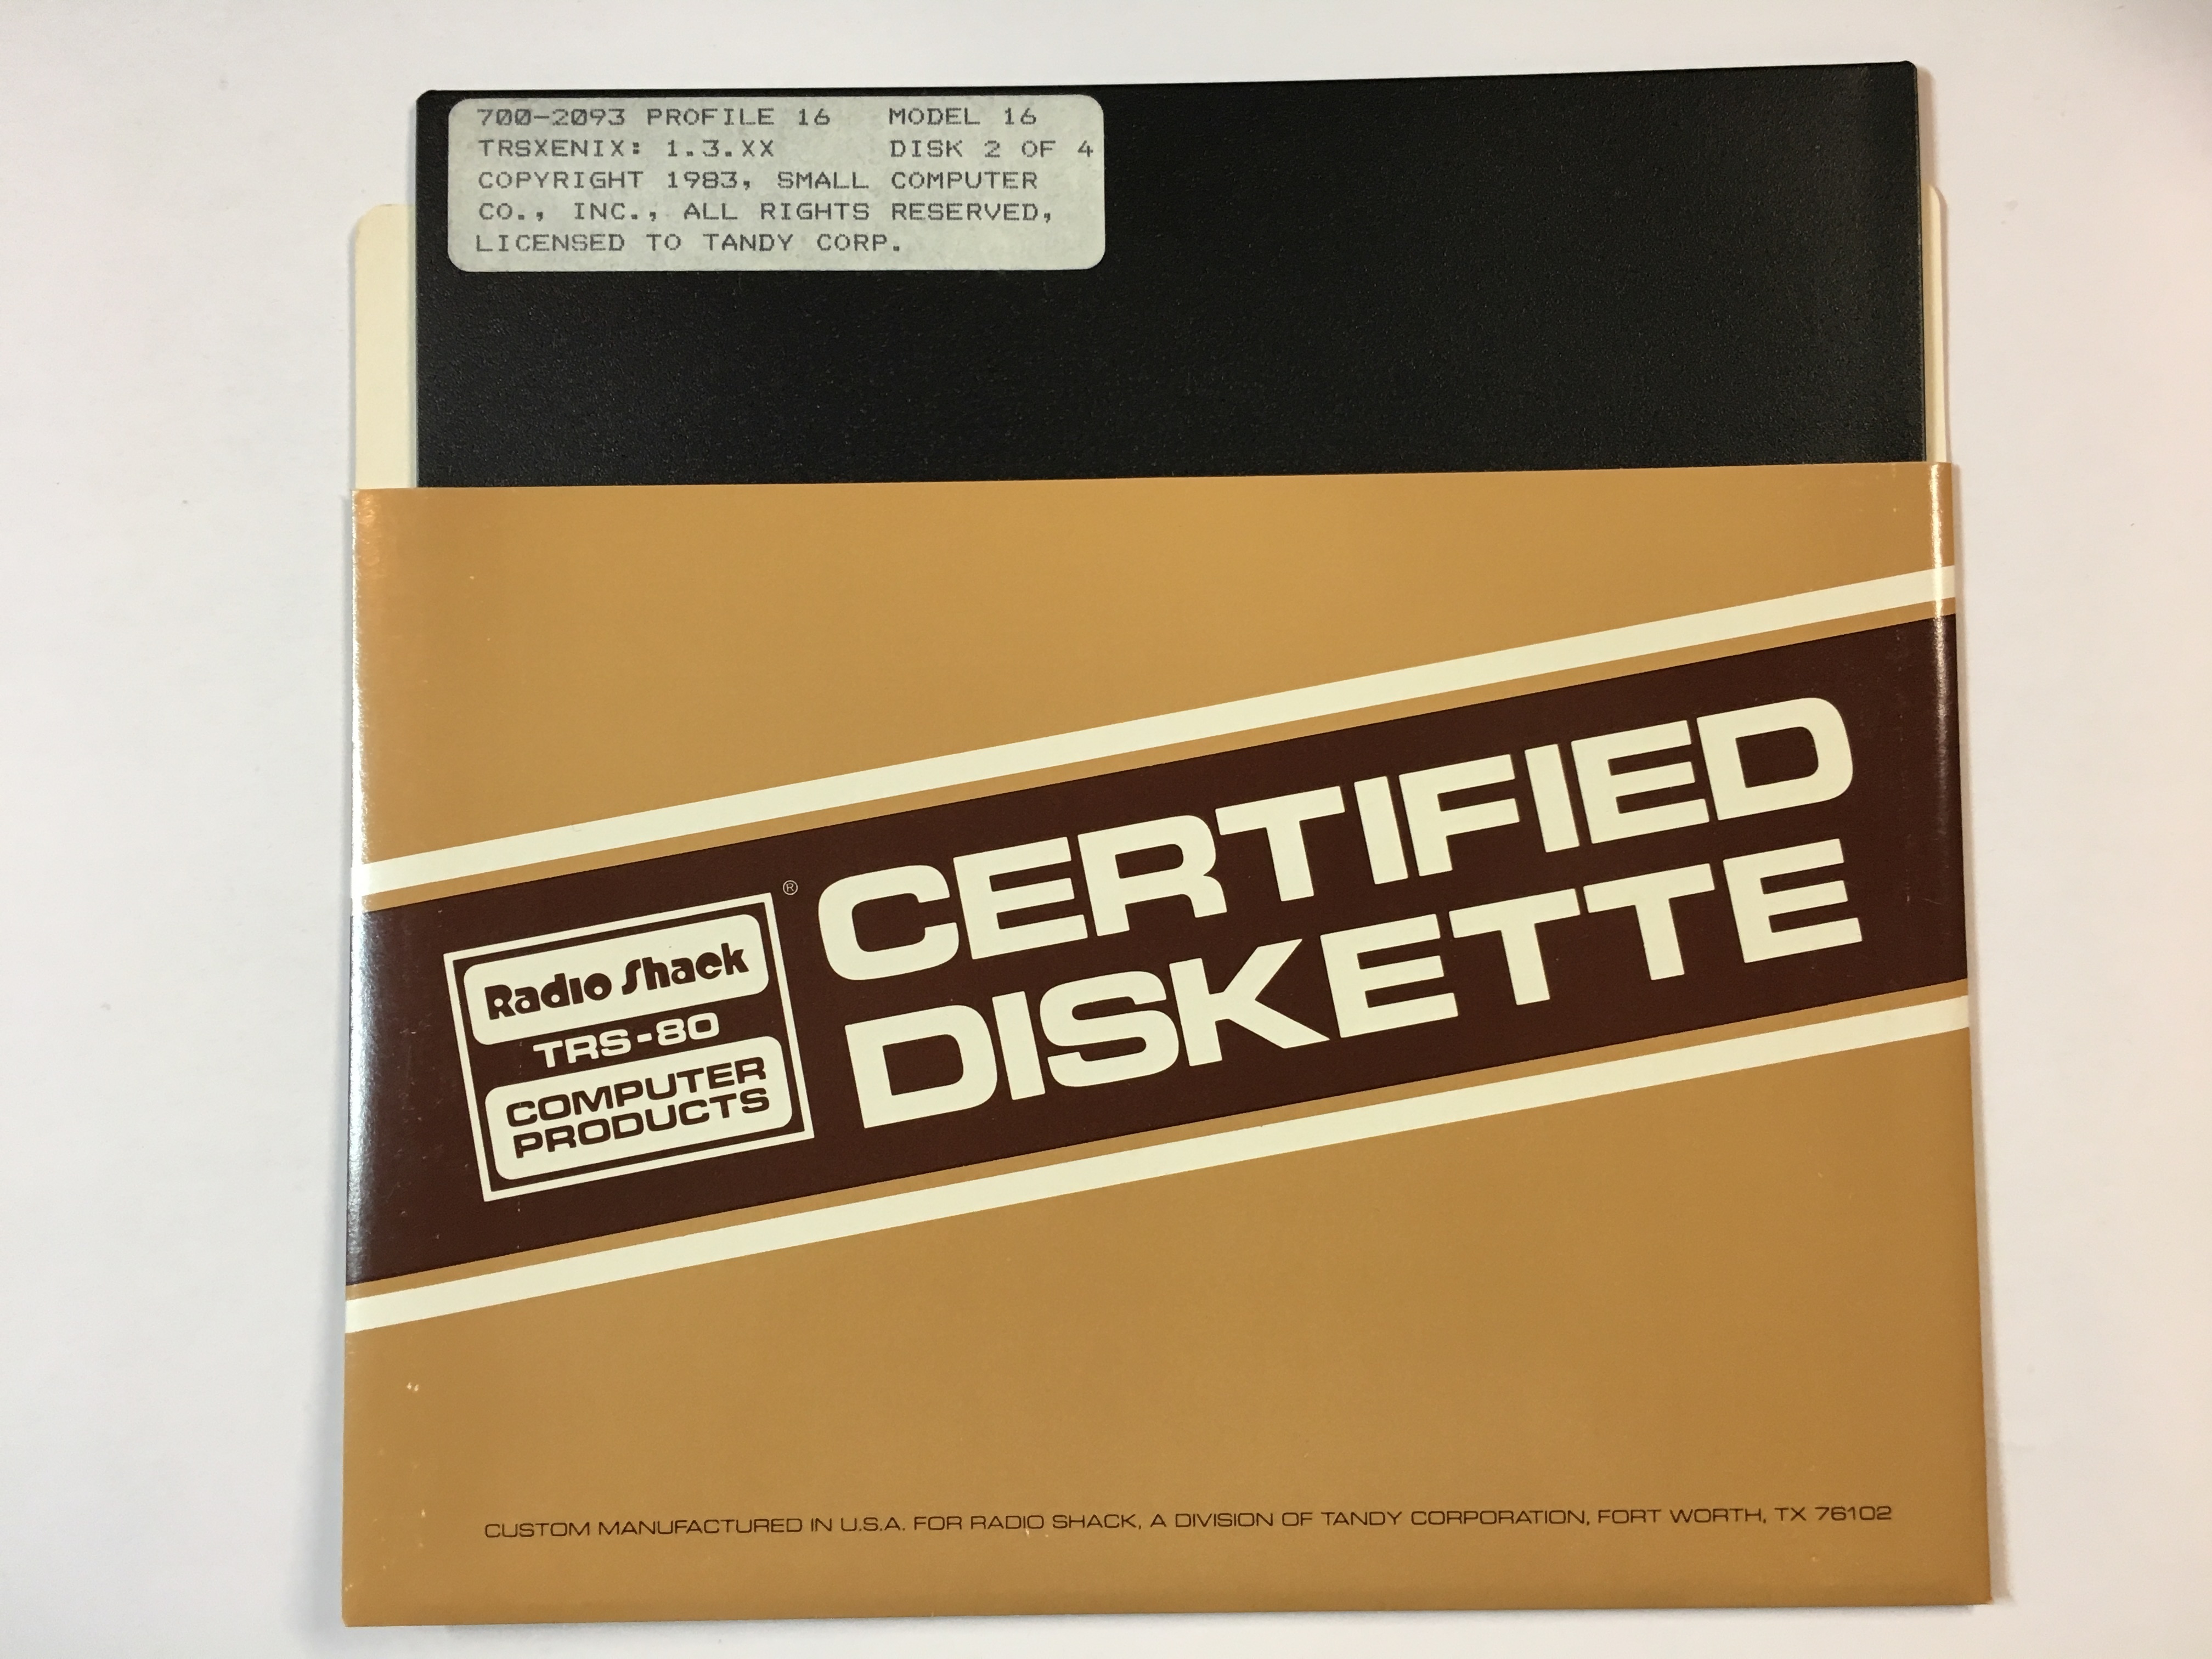 700-2093 PROFILE 16 MODEL 16
TRSXENIX: 1.3.XX DISK 2 OF 4
COPYRIGHT 1983, SMALL COMPUTER
CO., INC., ALL RIGHTS RESERVED,
LICENSED TO TANDY CORP.
Radio Shack
TRS-80
COMPUTER
PRODUCTS
®
CERTIFIED
DISKETTE
CUSTOM MANUFACTURED IN U.S.A. FOR RADIO SHACK, A DIVISION OF TANDY CORPORATION, FORT WORTH, TX 76102